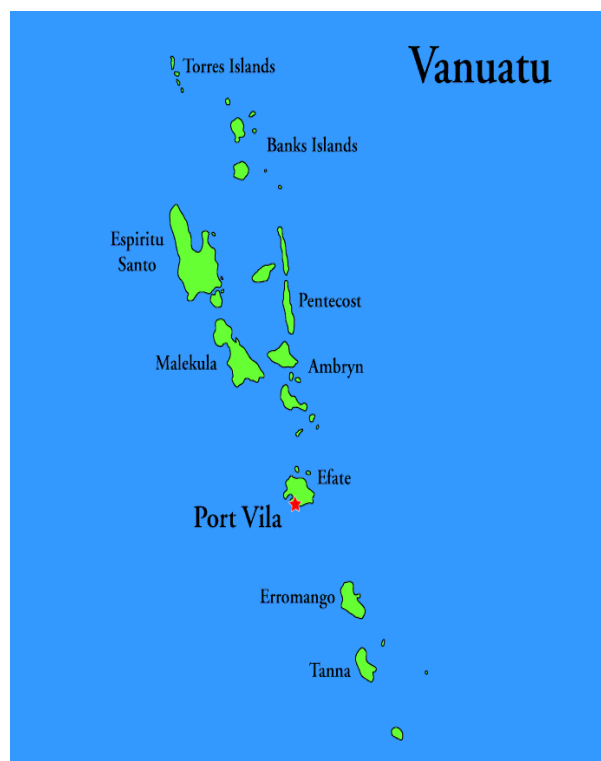 Vanuatu
Torres Islands
Banks Islands
Espiritu
Santo
Pentecost
Malekula
Ambryn
Efate
Port Vila
Erromango
Tanna